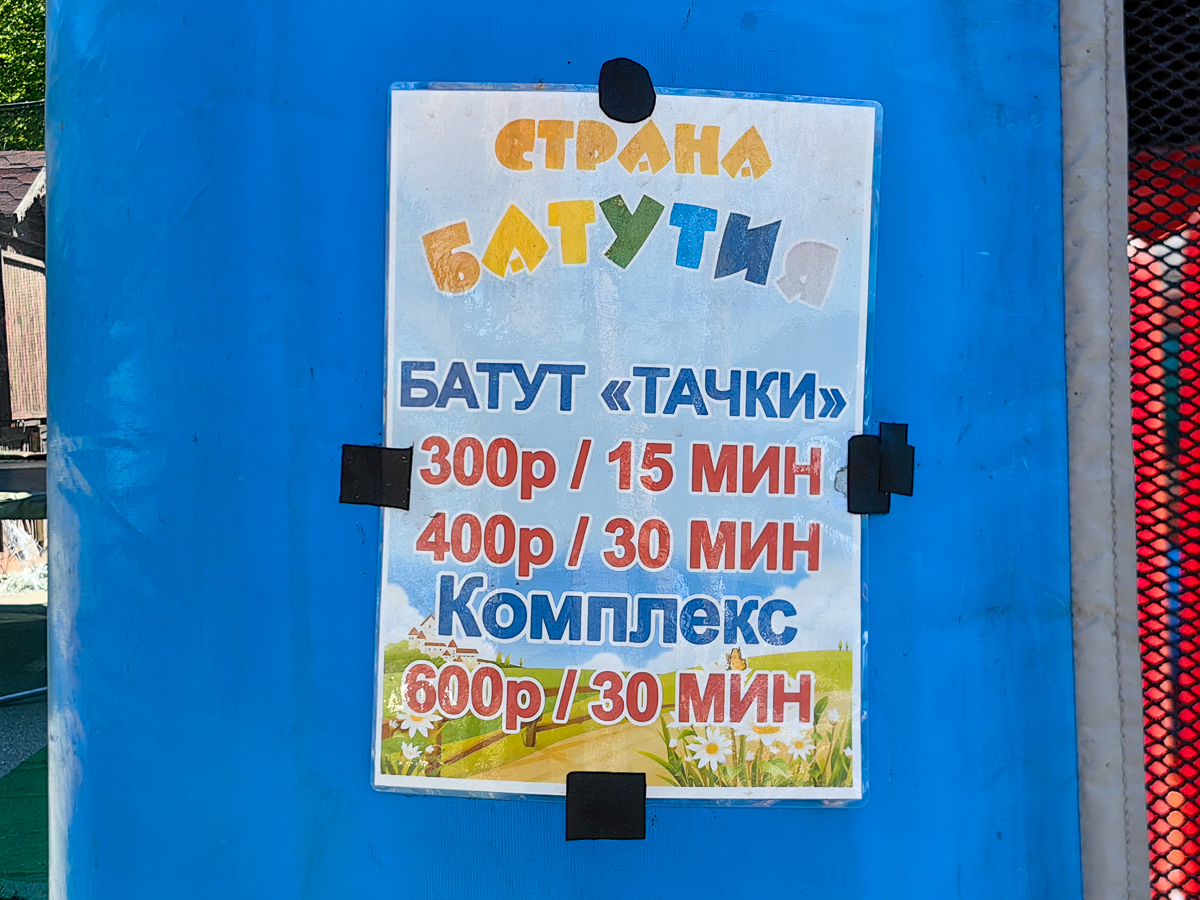 СТРАНА
БАТУТИЯ
БАТУТ «ТАЧКИ»
300р / 15 МИН
400р / 30 МИН
Комплекс
600р / 30 МИН